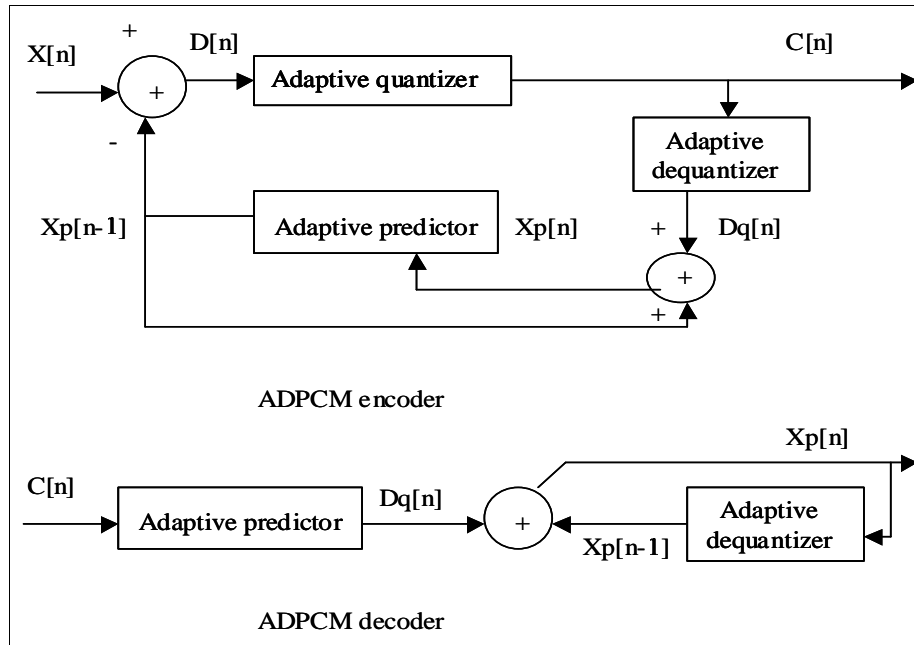 +
X[n]
D[n]
C[n]
+
Adaptive quantizer
-
Adaptive
dequantizer
Xp[n-1]
Adaptive predictor
Xp[n]
+
Dq[n]
+
+
ADPCM encoder
Xp[n]
C[n]
Adaptive predictor
Dq[n]
+
Xp[n-1]
Adaptive
dequantizer
ADPCM decoder